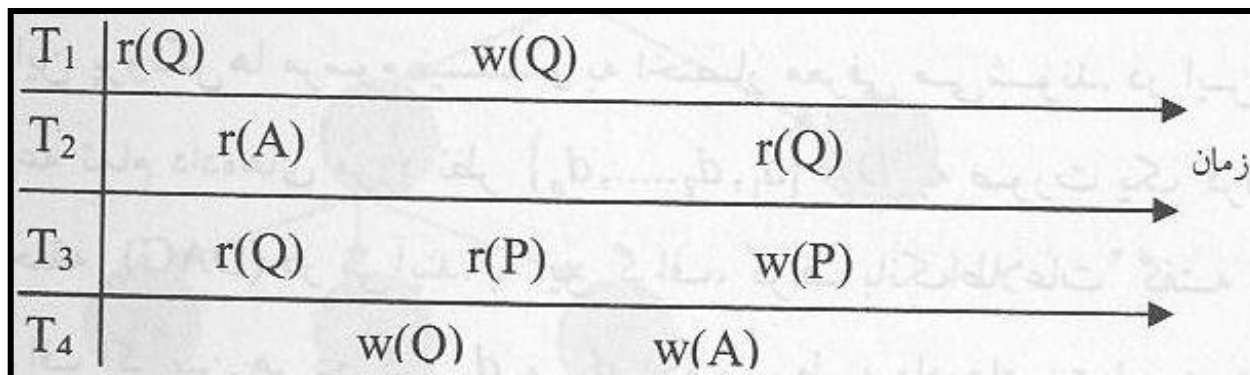 T1 r(Q) w(Q)
T2 r(A) r(Q) زمان
T3 r(Q) r(P) w(P)
T4 w(Q) w(A)